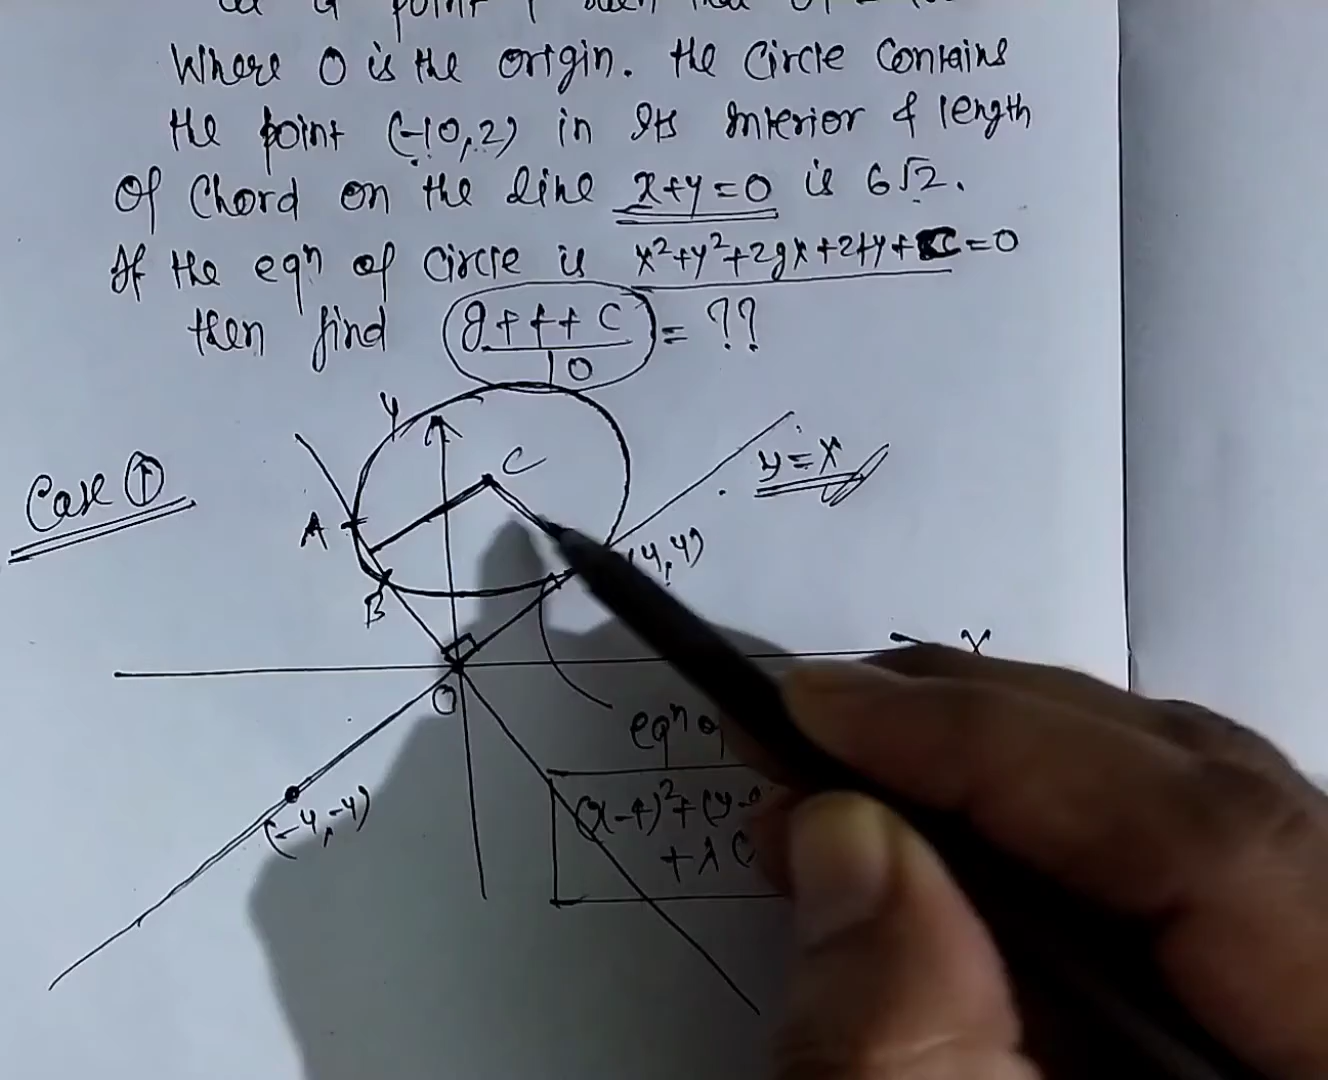 a point
Where O is the origin. the Circle Contains
the point (-10,2) in Its Interior & length
Of Chord on the line x+y=0 is 6√2.
If the eqn of Circle is x²+y²+2gx+2fy+C=0
then find (g+f+C)/10 = ??
Y
C
y=x
Case I
A
(4,4)
B
X
O
eqn of
(-4,-4)
(x-4)²+(y-
+λ(